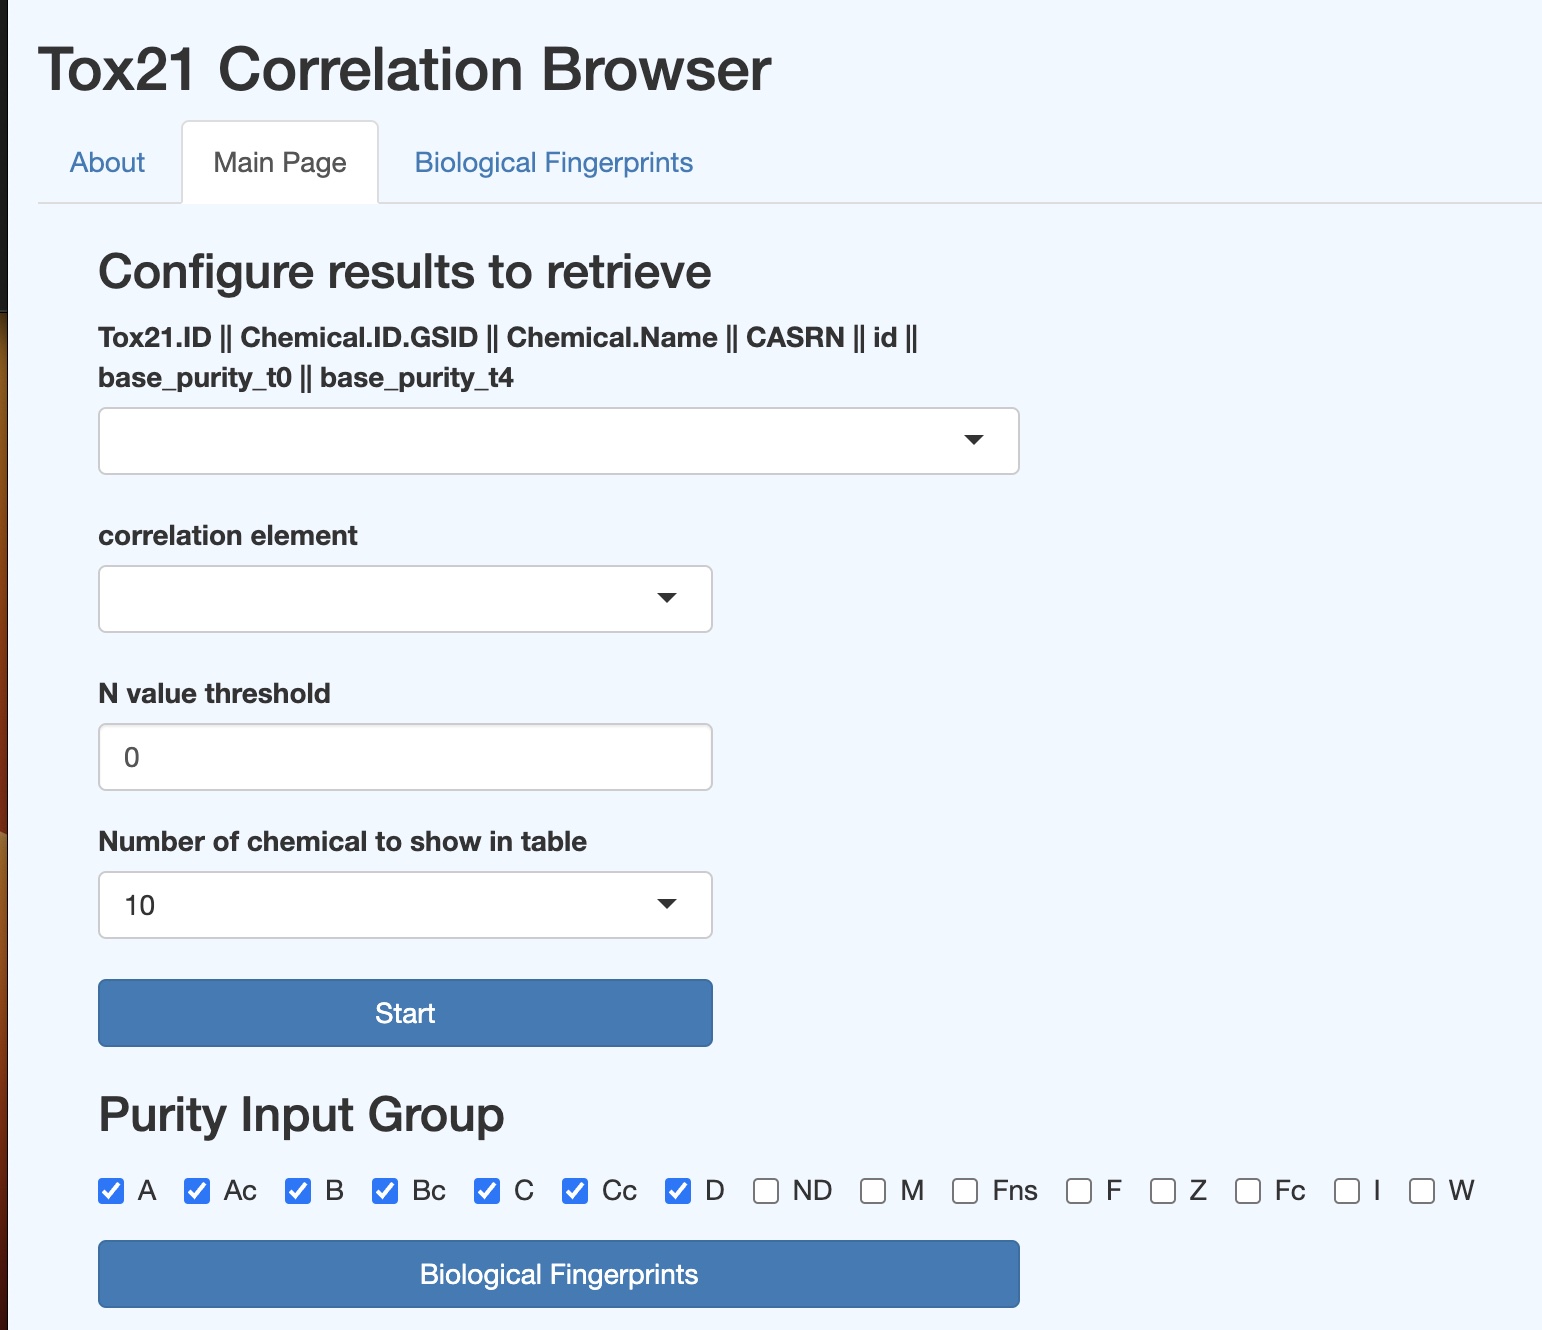 Tox21 Correlation Browser
About Main Page Biological Fingerprints
Configure results to retrieve
Tox21.ID || Chemical.ID.GSID || Chemical.Name || CASRN || id ||
base_purity_t0 || base_purity_t4
correlation element
N value threshold
0
Number of chemical to show in table
10
Start
Purity Input Group
A Ac B Bc C Cc D ND M Fns F Z Fc I W
Biological Fingerprints